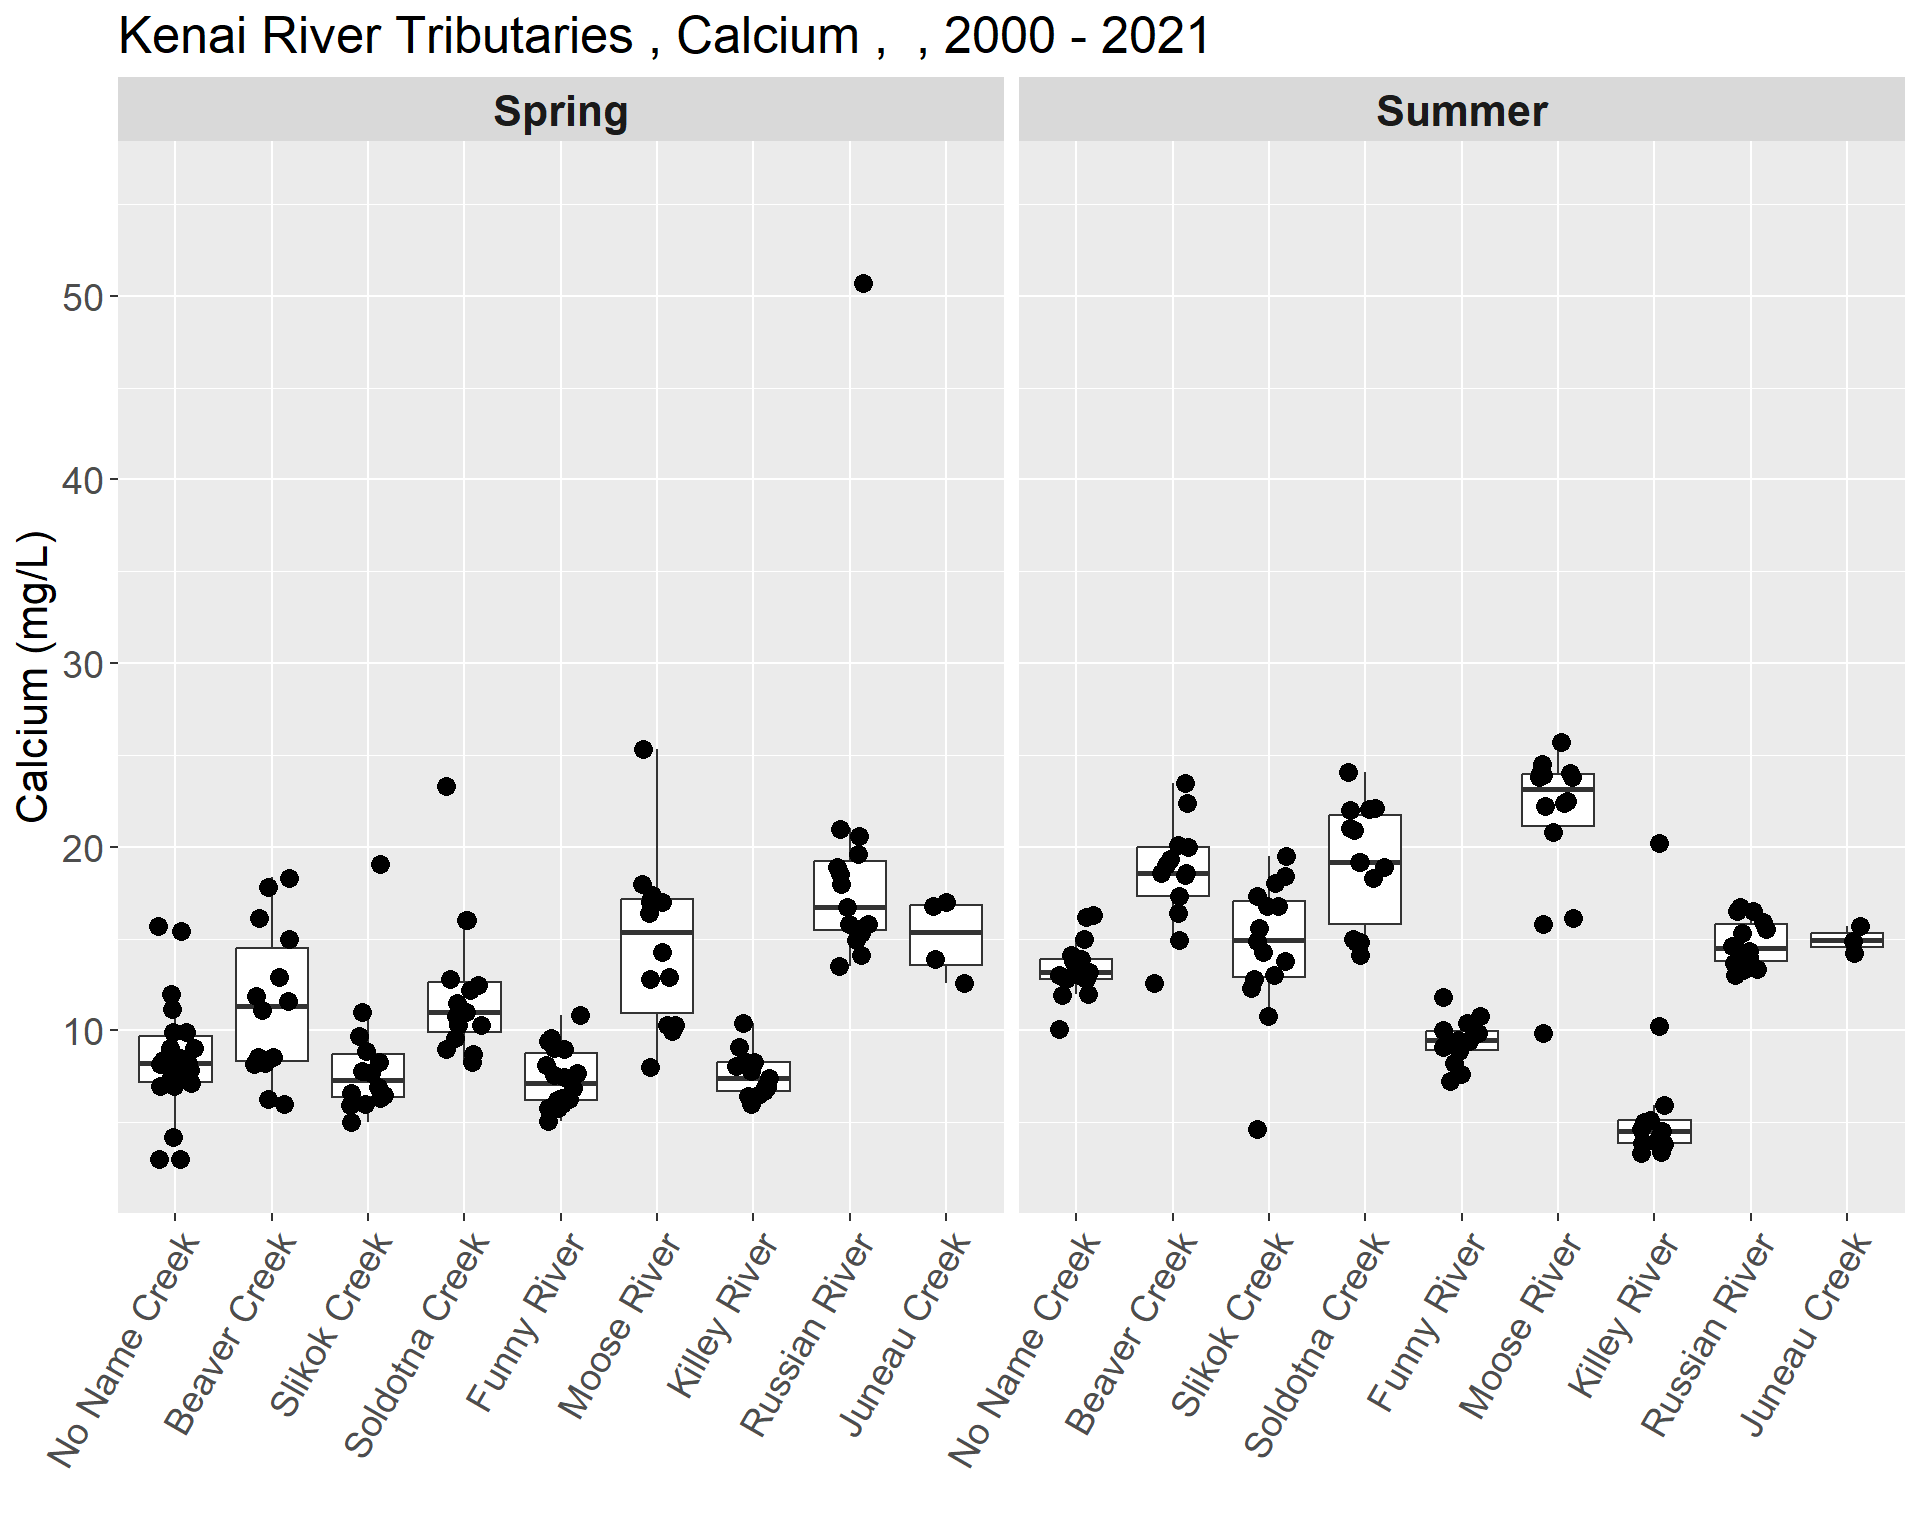 Kenai River Tributaries , Calcium ,  , 2000 - 2021
Spring
Summer
Calcium (mg/L)
50
40
30
20
10
No Name Creek
Beaver Creek
Slikok Creek
Soldotna Creek
Funny River
Moose River
Killey River
Russian River
Juneau Creek
No Name Creek
Beaver Creek
Slikok Creek
Soldotna Creek
Funny River
Moose River
Killey River
Russian River
Juneau Creek